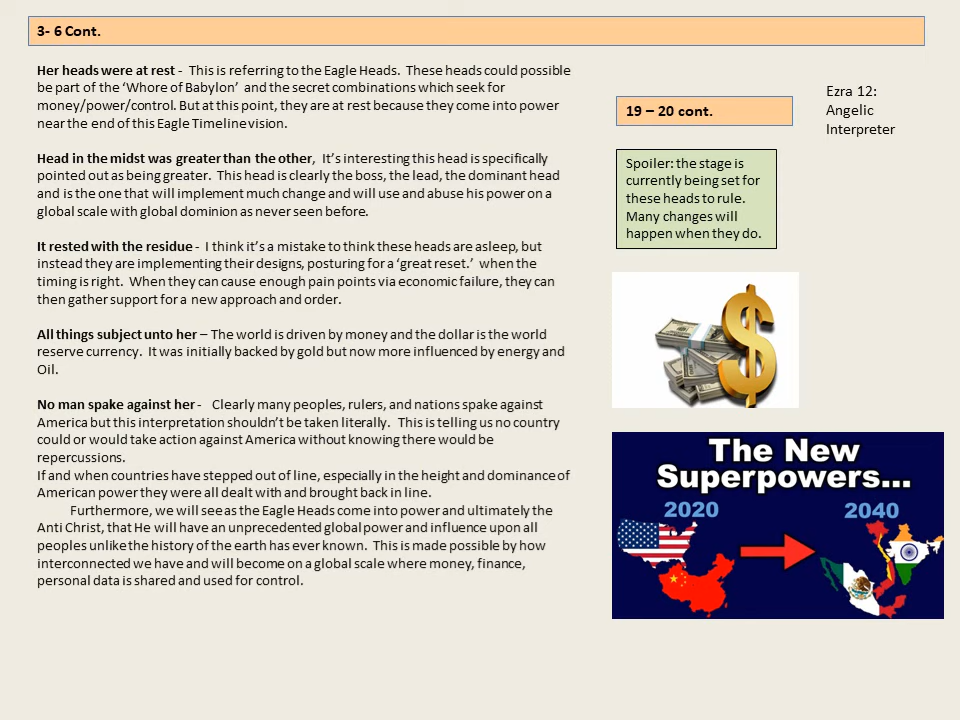 3- 6 Cont.
Her heads were at rest - This is referring to the Eagle Heads. These heads could possible
be part of the ‘Whore of Babylon’ and the secret combinations which seek for
money/power/control. But at this point, they are at rest because they come into power
near the end of this Eagle Timeline vision.
Head in the midst was greater than the other, It’s interesting this head is specifically
pointed out as being greater. This head is clearly the boss, the lead, the dominant head
and is the one that will implement much change and will use and abuse his power on a
global scale with global dominion as never seen before.
It rested with the residue - I think it’s a mistake to think these heads are asleep, but
instead they are implementing their designs, posturing for a ‘great reset.’ when the
timing is right. When they can cause enough pain points via economic failure, they can
then gather support for a new approach and order.
All things subject unto her – The world is driven by money and the dollar is the world
reserve currency. It was initially backed by gold but now more influenced by energy and
Oil.
No man spake against her - Clearly many peoples, rulers, and nations spake against
America but this interpretation shouldn’t be taken literally. This is telling us no country
could or would take action against America without knowing there would be
repercussions.
If and when countries have stepped out of line, especially in the height and dominance of
American power they were all dealt with and brought back in line.
Furthermore, we will see as the Eagle Heads come into power and ultimately the
Anti Christ, that He will have an unprecedented global power and influence upon all
peoples unlike the history of the earth has ever known. This is made possible by how
interconnected we have and will become on a global scale where money, finance,
personal data is shared and used for control.
19 – 20 cont.
Ezra 12:
Angelic
Interpreter
Spoiler: the stage is
currently being set for
these heads to rule.
Many changes will
happen when they do.
$
The New
Superpowers...
2020
2040